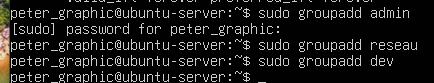 peter_graphic@ubuntu-server:~$ sudo groupadd admin
[sudo] password for peter_graphic:
peter_graphic@ubuntu-server:~$ sudo groupadd reseau
peter_graphic@ubuntu-server:~$ sudo groupadd dev
peter_graphic@ubuntu-server:~$ _